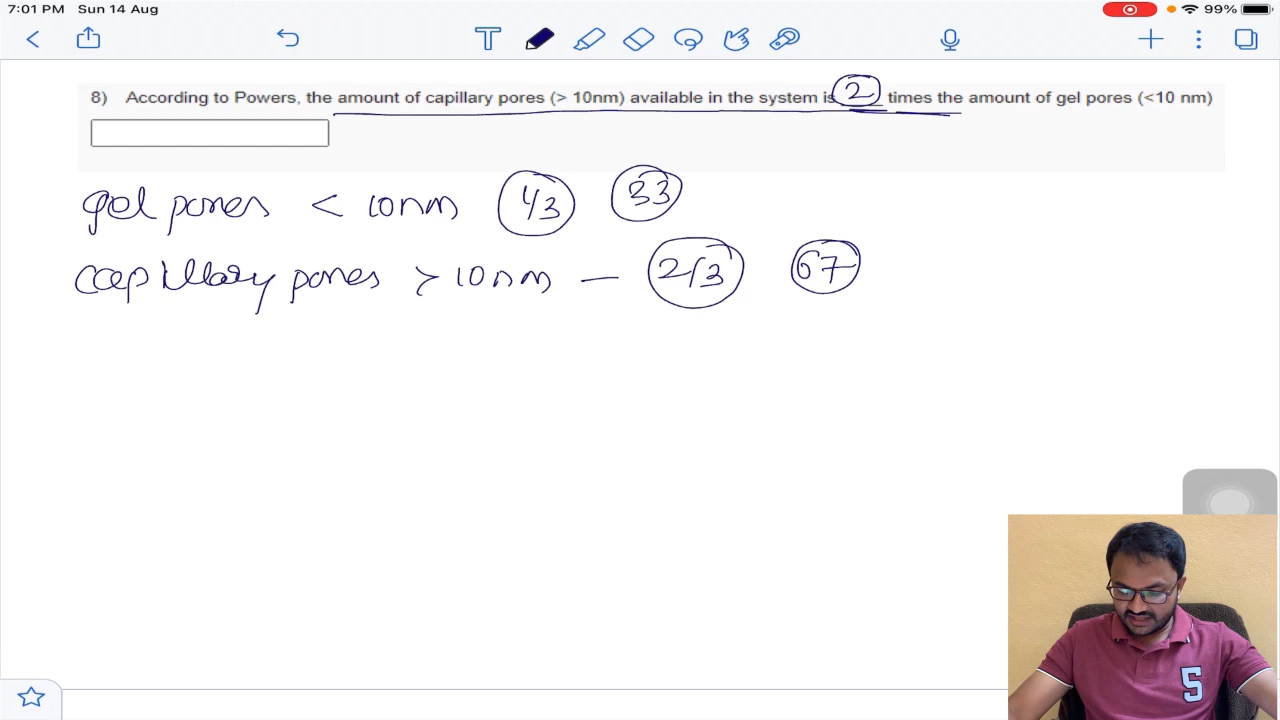 7:01 PM Sun 14 Aug 99%
T
8) According to Powers, the amount of capillary pores (> 10nm) available in the system is 2 times the amount of gel pores (<10 nm)
gel pores < 10nm 1/3 33
capillary pores > 10nm - 2/3 67
5